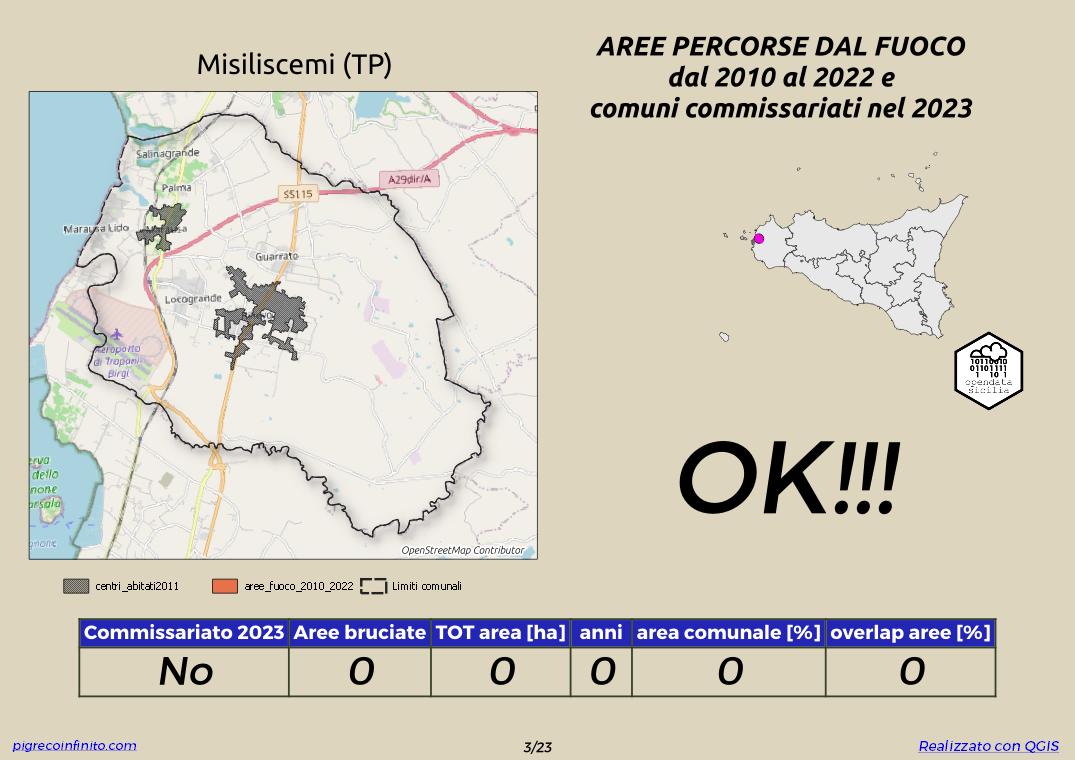 AREE PERCORSE DAL FUOCO
dal 2010 al 2022 e
comuni commissariati nel 2023
Misiliscemi (TP)
Salinagrande
Palma
A29dir/A
SS115
Marausa Lido
Guarrato
Locogrande
Aeroporto
di Trapani
Birgi
dello
OpenStreetMap Contributor
10110010
01101111
1 10 1
opendata
sicilia
OK!!!
centri_abitati2011
aree_fuoco_2010_2022
Limiti comunali
Commissariato 2023 Aree bruciate TOT area [ha] anni area comunale [%] overlap aree [%]
No 0 0 0 0 0
pigrecoinfinito.com
3/23
Realizzato con QGIS